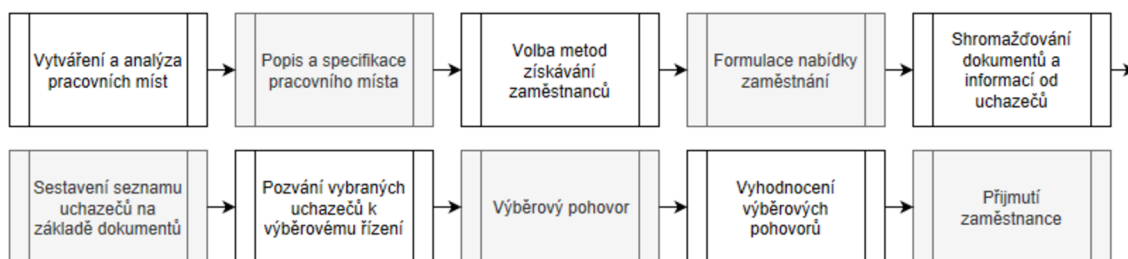 Vytváření a analýza
pracovních míst
Popis a specifikace
pracovního místa
Volba metod
získávání
zaměstnanců
Formulace nabídky
zaměstnání
Shromažďování
dokumentů a
informací od
uchazečů
Sestavení seznamu
uchazečů na
základě dokumentů
Pozvání vybraných
uchazečů k
výběrovému řízení
Výběrový pohovor
Vyhodnocení
výběrových
pohovorů
Přijmutí
zaměstnance